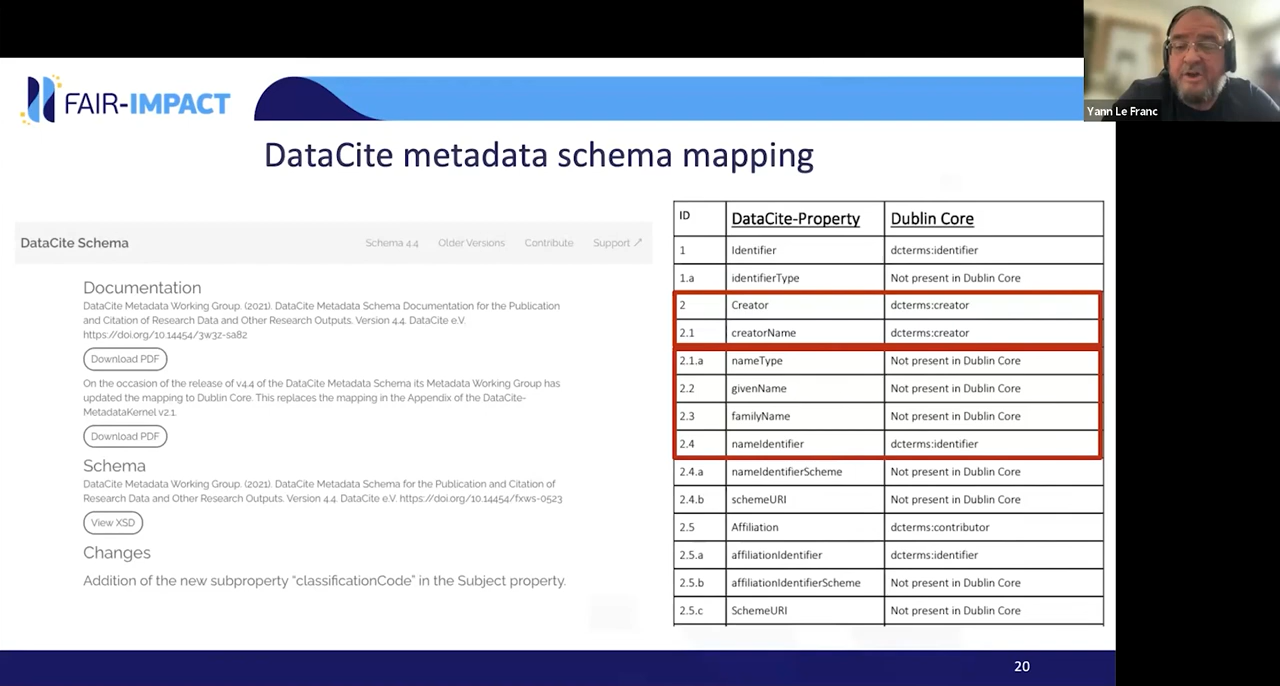 FAIR-IMPACT
Yann Le Franc
DataCite metadata schema mapping
DataCite Schema
Schema 4.4 Older Versions Contribute Support ↗
Documentation
DataCite Metadata Working Group. (2021). DataCite Metadata Schema Documentation for the Publication
and Citation of Research Data and Other Research Outputs. Version 4.4. DataCite e.V.
https://doi.org/10.14454/3w3z-sa82
Download PDF
On the occasion of the release of v4.4 of the DataCite Metadata Schema its Metadata Working Group has
updated the mapping to Dublin Core. This replaces the mapping in the Appendix of the DataCite-
MetadataKernel v2.1.
Download PDF
Schema
DataCite Metadata Working Group. (2021). DataCite Metadata Schema for the Publication and Citation of
Research Data and Other Research Outputs. Version 4.4. DataCite e.V. https://doi.org/10.14454/fxws-0523
View XSD
Changes
Addition of the new subproperty “classificationCode” in the Subject property.
ID DataCite-Property Dublin Core
1 Identifier dcterms:identifier
1.a identifierType Not present in Dublin Core
2 Creator dcterms:creator
2.1 creatorName dcterms:creator
2.1.a nameType Not present in Dublin Core
2.2 givenName Not present in Dublin Core
2.3 familyName Not present in Dublin Core
2.4 nameIdentifier dcterms:identifier
2.4.a nameIdentifierScheme Not present in Dublin Core
2.4.b schemeURI Not present in Dublin Core
2.5 Affiliation dcterms:contributor
2.5.a affiliationIdentifier dcterms:identifier
2.5.b affiliationIdentifierScheme Not present in Dublin Core
2.5.c SchemeURI Not present in Dublin Core
20